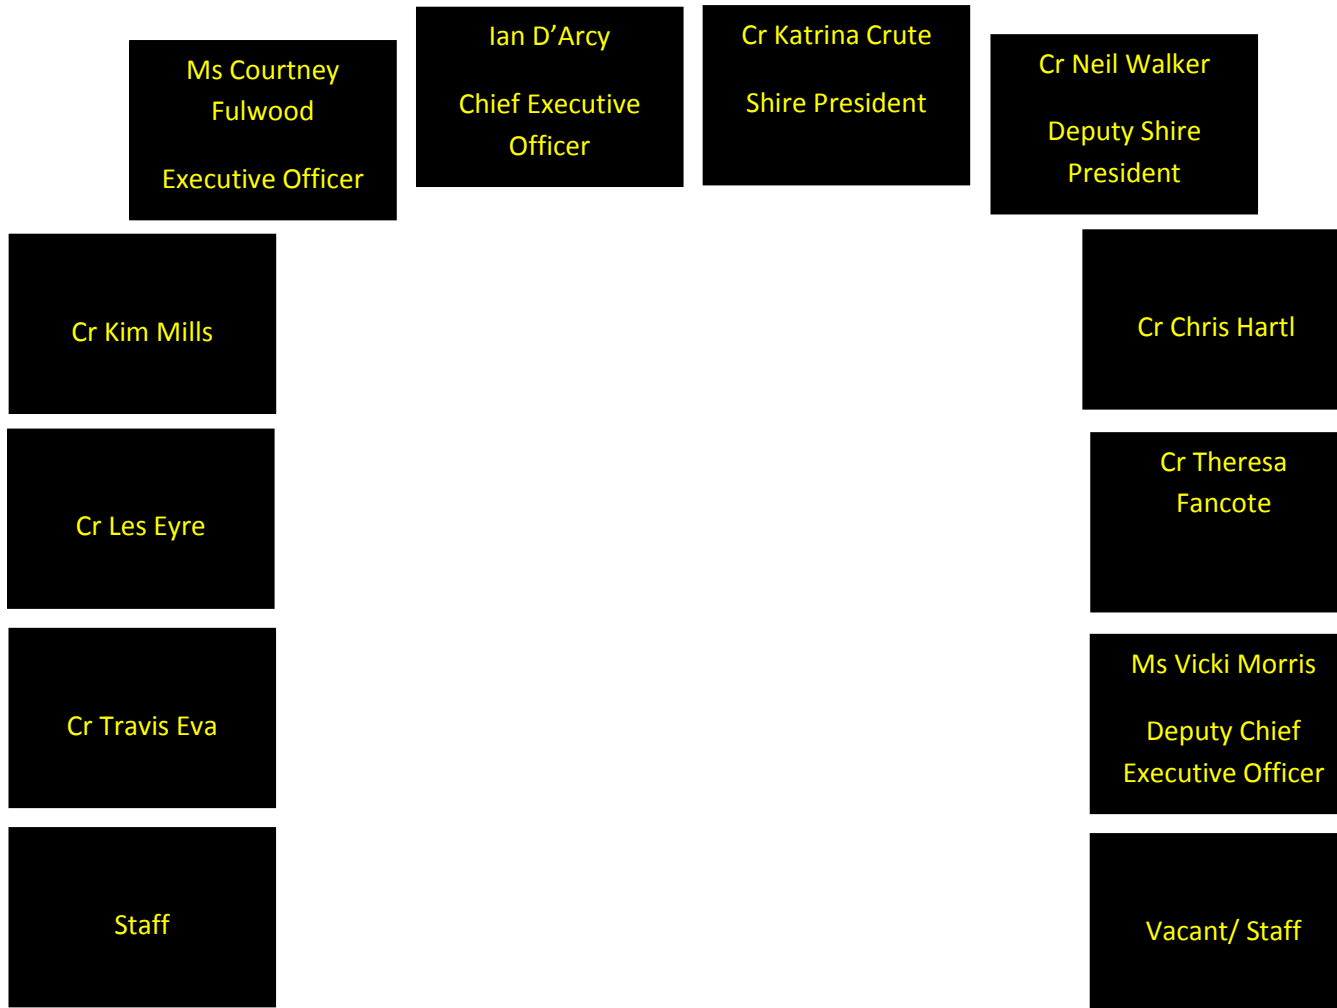 Ms Courtney
Fulwood
Executive Officer
Ian D’Arcy
Chief Executive
Officer
Cr Katrina Crute
Shire President
Cr Neil Walker
Deputy Shire
President
Cr Kim Mills
Cr Chris Hartl
Cr Les Eyre
Cr Theresa
Fancote
Cr Travis Eva
Ms Vicki Morris
Deputy Chief
Executive Officer
Staff
Vacant/ Staff